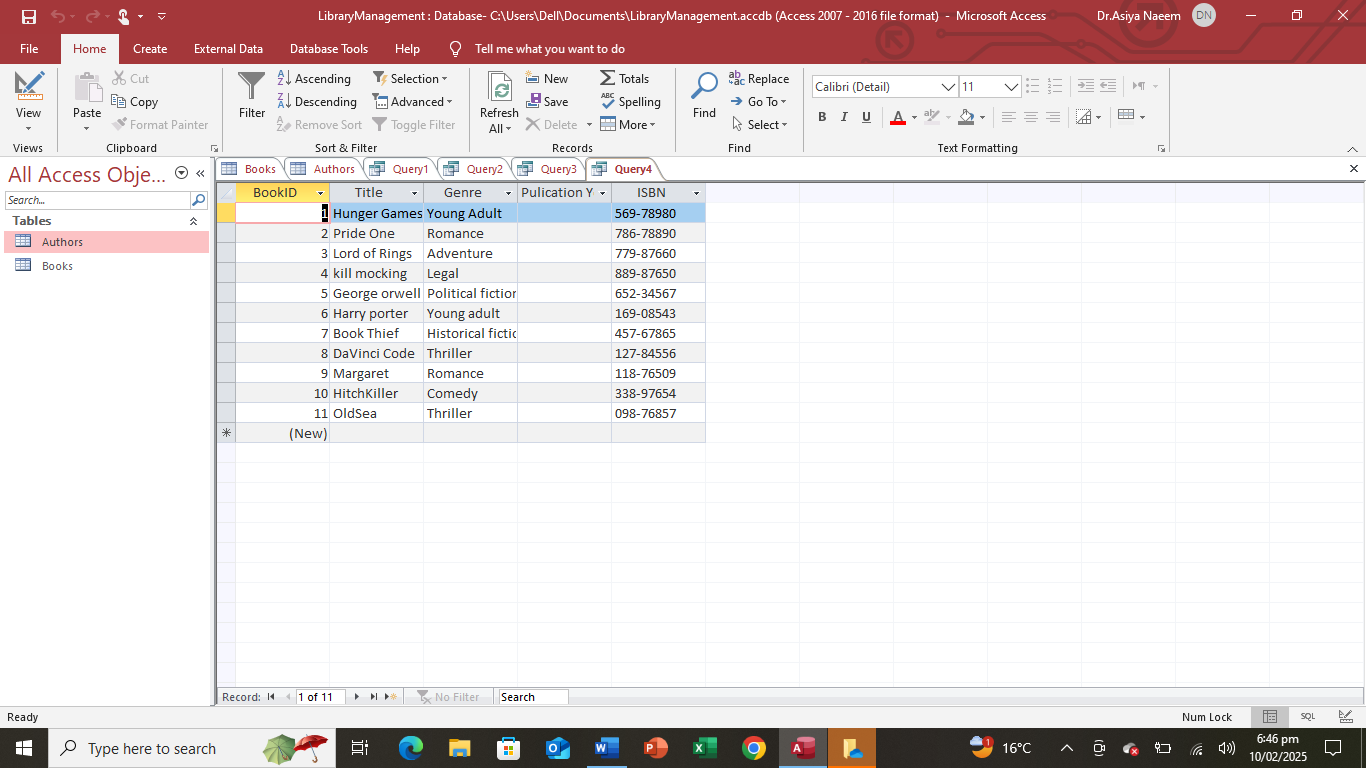 LibraryManagement : Database- C:\Users\Dell\Documents\LibraryManagement.accdb (Access 2007 - 2016 file format) - Microsoft Access
Dr.Asiya Naeem DN
File Home Create External Data Database Tools Help Tell me what you want to do
View
Views
Paste
Cut
Copy
Format Painter
Clipboard
Filter
Ascending
Descending
Remove Sort
Selection
Advanced
Toggle Filter
Sort & Filter
Refresh All
New
Save
Delete
Totals
Spelling
More
Records
Find
Replace
Go To
Select
Find
Calibri (Detail) 11
B I U A
Text Formatting
All Access Obje...
Search...
Tables
Authors
Books
Books Authors Query1 Query2 Query3 Query4
BookID Title Genre Pulication Y ISBN
1 Hunger Games Young Adult 569-78980
2 Pride One Romance 786-78890
3 Lord of Rings Adventure 779-87660
4 kill mocking Legal 889-87650
5 George orwell Political fiction 652-34567
6 Harry porter Young adult 169-08543
7 Book Thief Historical fictic 457-67865
8 DaVinci Code Thriller 127-84556
9 Margaret Romance 118-76509
10 HitchKiller Comedy 338-97654
11 OldSea Thriller 098-76857
(New)
Record: 1 of 11 No Filter Search
Ready
Num Lock SQL
Type here to search
16°C
6:46 pm
10/02/2025